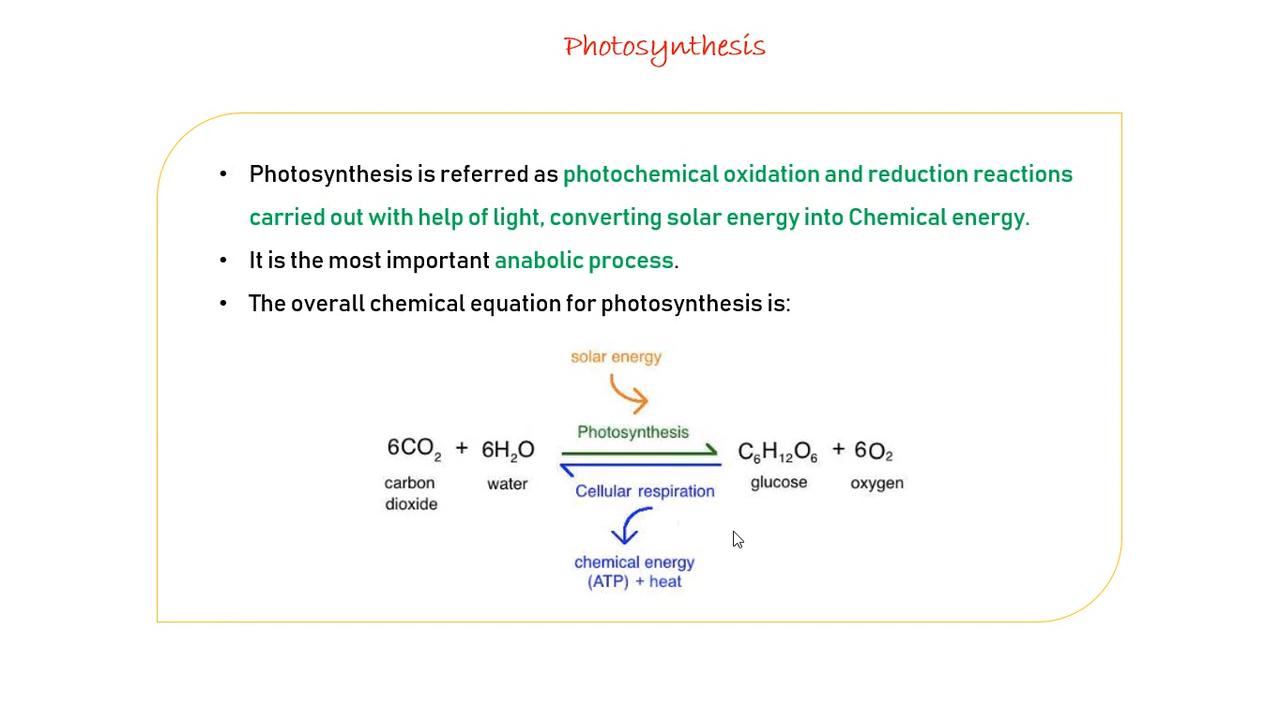 Photosynthesis
• Photosynthesis is referred as photochemical oxidation and reduction reactions
carried out with help of light, converting solar energy into Chemical energy.
• It is the most important anabolic process.
• The overall chemical equation for photosynthesis is:
solar energy
Photosynthesis
6CO₂ + 6H₂O C₆H₁₂O₆ + 6O₂
carbon dioxide water glucose oxygen
Cellular respiration
chemical energy
(ATP) + heat